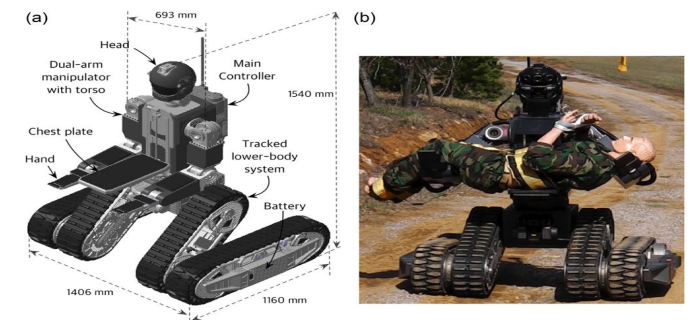 (a)
693 mm
(b)
Head
Dual-arm
manipulator
with torso
Main
Controller
1540 mm
Chest plate
Hand
Tracked
lower-body
system
Battery
1406 mm
1160 mm